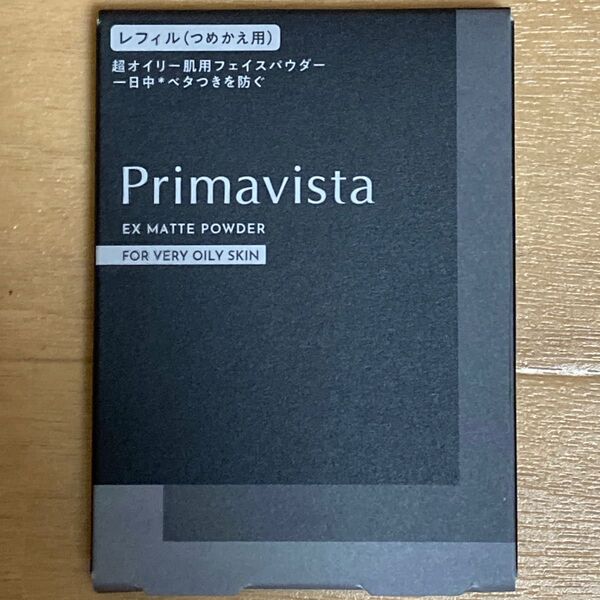 レフィル(つめかえ用)
超オイリー肌用フェイスパウダー
一日中*ベタつきを防ぐ
Primavista
EX MATTE POWDER
FOR VERY OILY SKIN